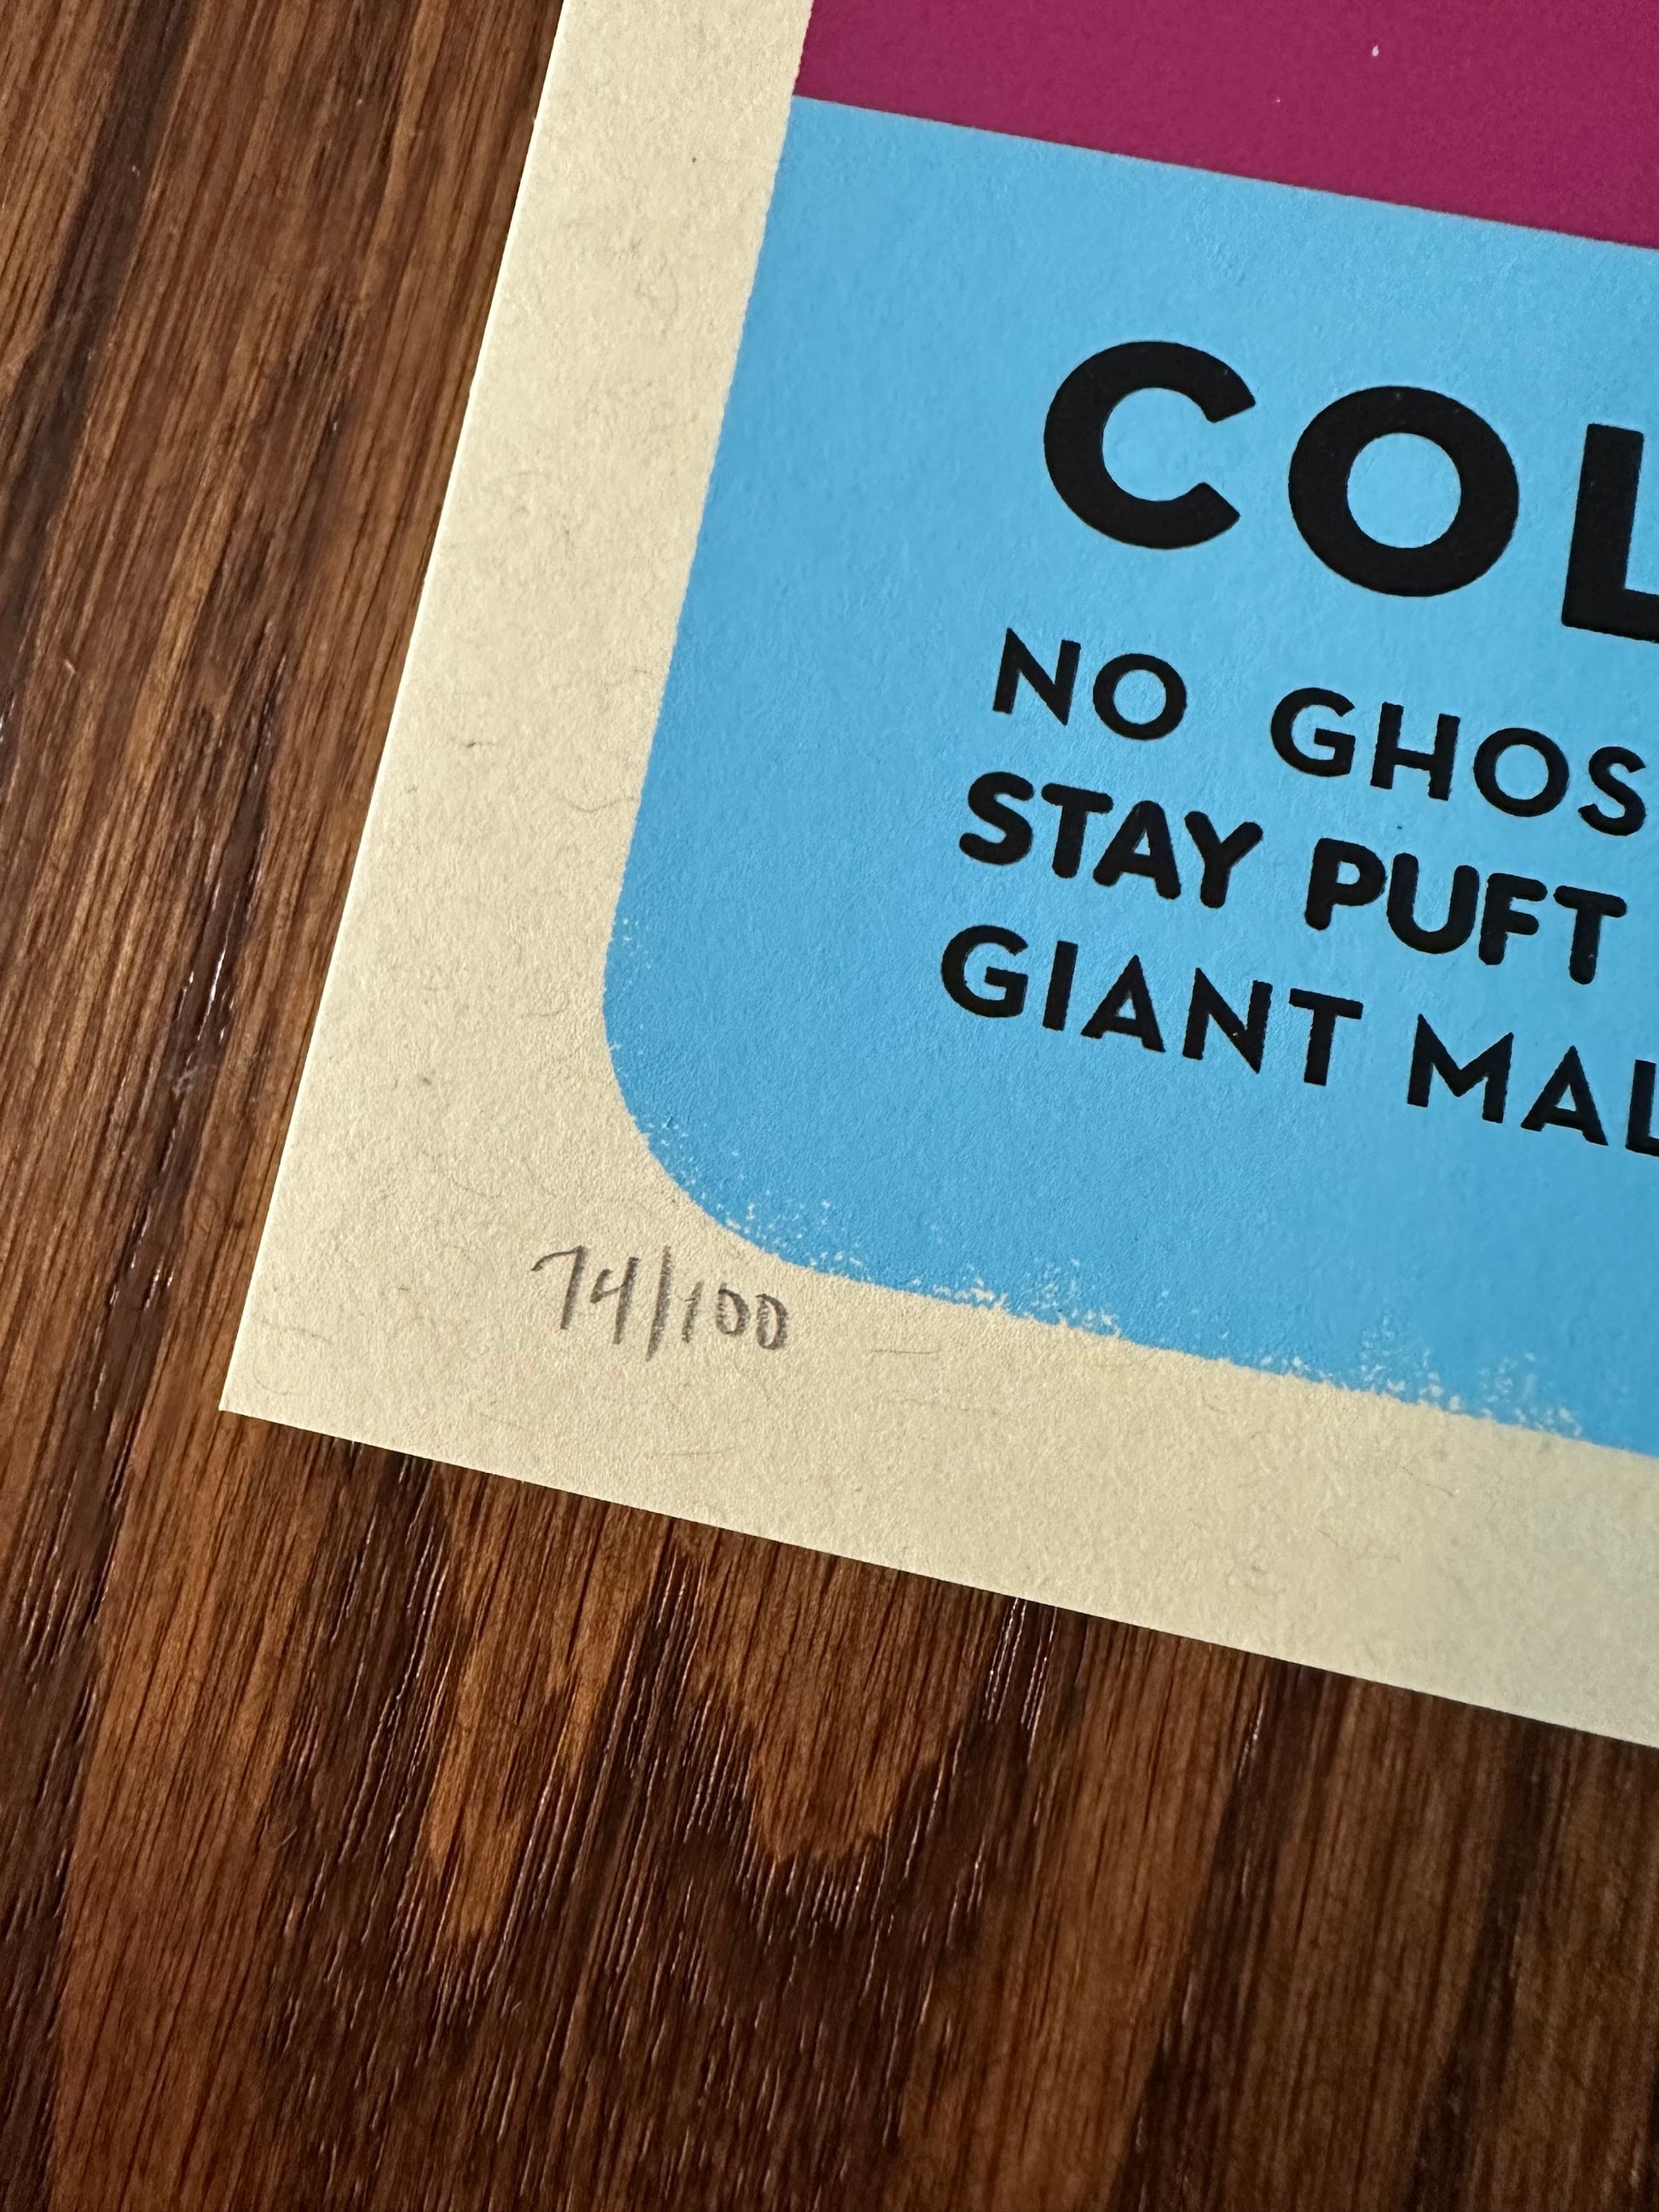 COL
NO GHOS
STAY PUFT
GIANT MAL
74/100